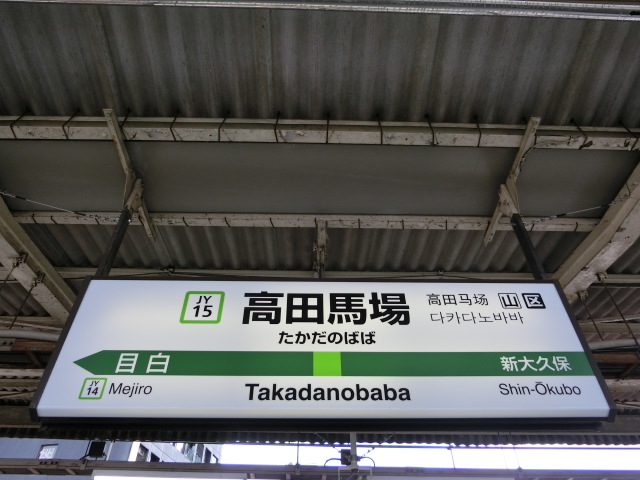 JY
15
高田馬場
たかだのばば
高田马场 山 区
다카다노바바
目白
新大久保
JY
14
Mejiro
Takadanobaba
Shin-Ōkubo